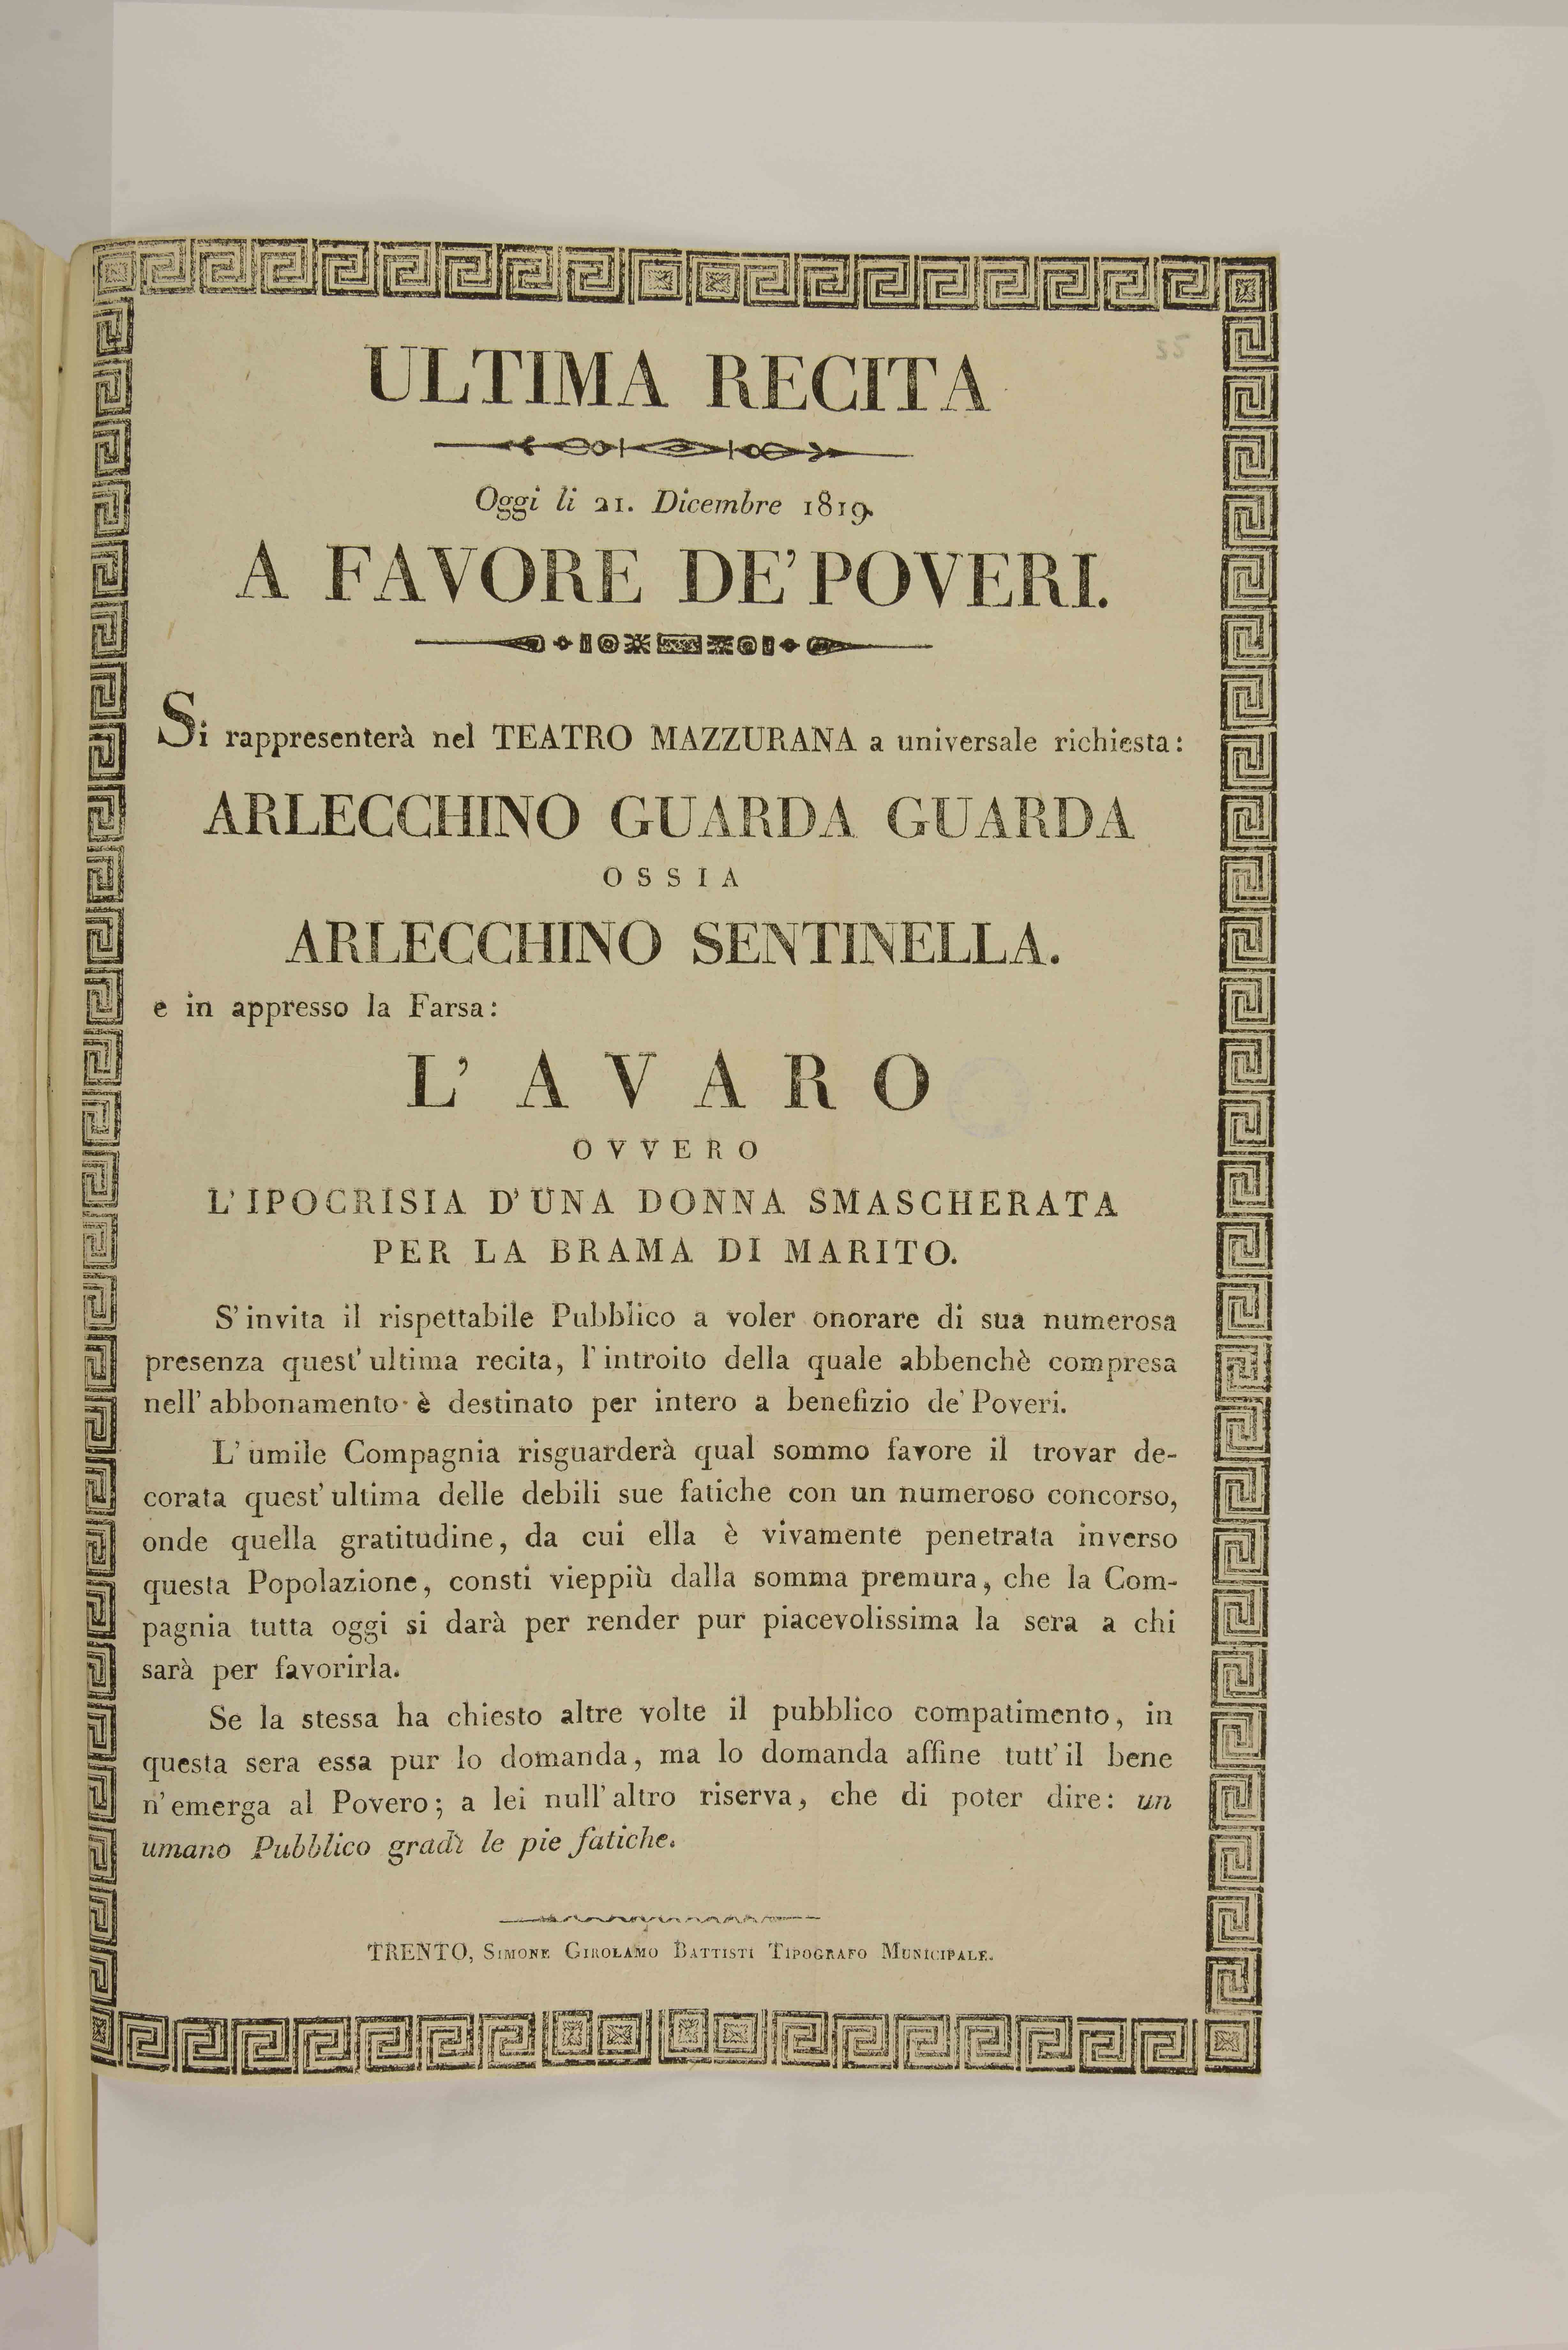 55
ULTIMA RECITA
Oggi li 21. Dicembre 1819.
A FAVORE DE' POVERI.
Si rappresenterà nel TEATRO MAZZURANA a universale richiesta:
ARLECCHINO GUARDA GUARDA
OSSIA
ARLECCHINO SENTINELLA.
e in appresso la Farsa:
L' AVARO
OVVERO
L' IPOCRISIA D' UNA DONNA SMASCHERATA
PER LA BRAMA DI MARITO.
S' invita il rispettabile Pubblico a voler onorare di sua numerosa
presenza quest' ultima recita, l' introito della quale abbenchè compresa
nell' abbonamento è destinato per intero a benefizio de' Poveri.
L' umile Compagnia risguarderà qual sommo favore il trovar de-
corata quest' ultima delle debili sue fatiche con un numeroso concorso,
onde quella gratitudine, da cui ella è vivamente penetrata inverso
questa Popolazione, consti vieppiù dalla somma premura, che la Com-
pagnia tutta oggi si darà per render pur piacevolissima la sera a chi
sarà per favorirla.
Se la stessa ha chiesto altre volte il pubblico compatimento, in
questa sera essa pur lo domanda, ma lo domanda affine tutt' il bene
n' emerga al Povero; a lei null' altro riserva, che di poter dire: un
umano Pubblico gradì le pie fatiche.
TRENTO, Simone Girolamo Battisti Tipografo Municipale.